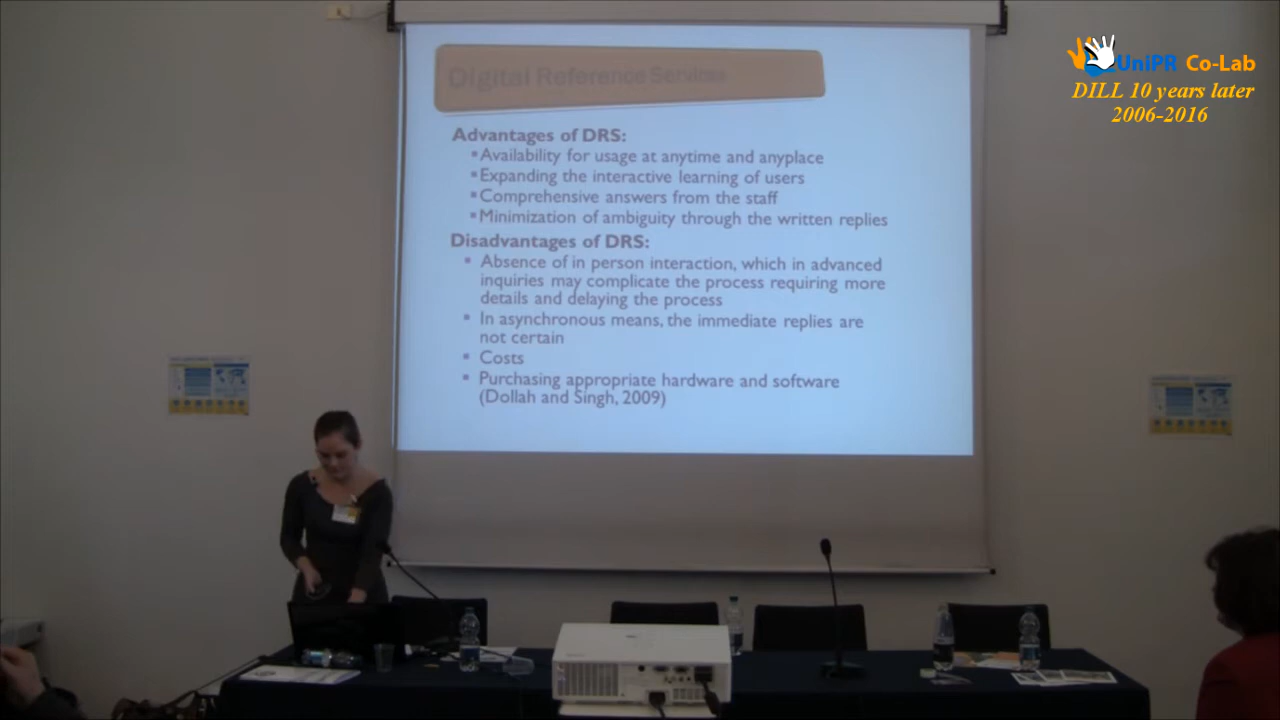 Digital Reference Services
Advantages of DRS:
▪Availability for usage at anytime and anyplace
▪Expanding the interactive learning of users
▪Comprehensive answers from the staff
▪Minimization of ambiguity through the written replies
Disadvantages of DRS:
▪ Absence of in person interaction, which in advanced
inquiries may complicate the process requiring more
details and delaying the process
▪ In asynchronous means, the immediate replies are
not certain
▪ Costs
▪ Purchasing appropriate hardware and software
(Dollah and Singh, 2009)
UniPR Co-Lab
DILL 10 years later
2006-2016